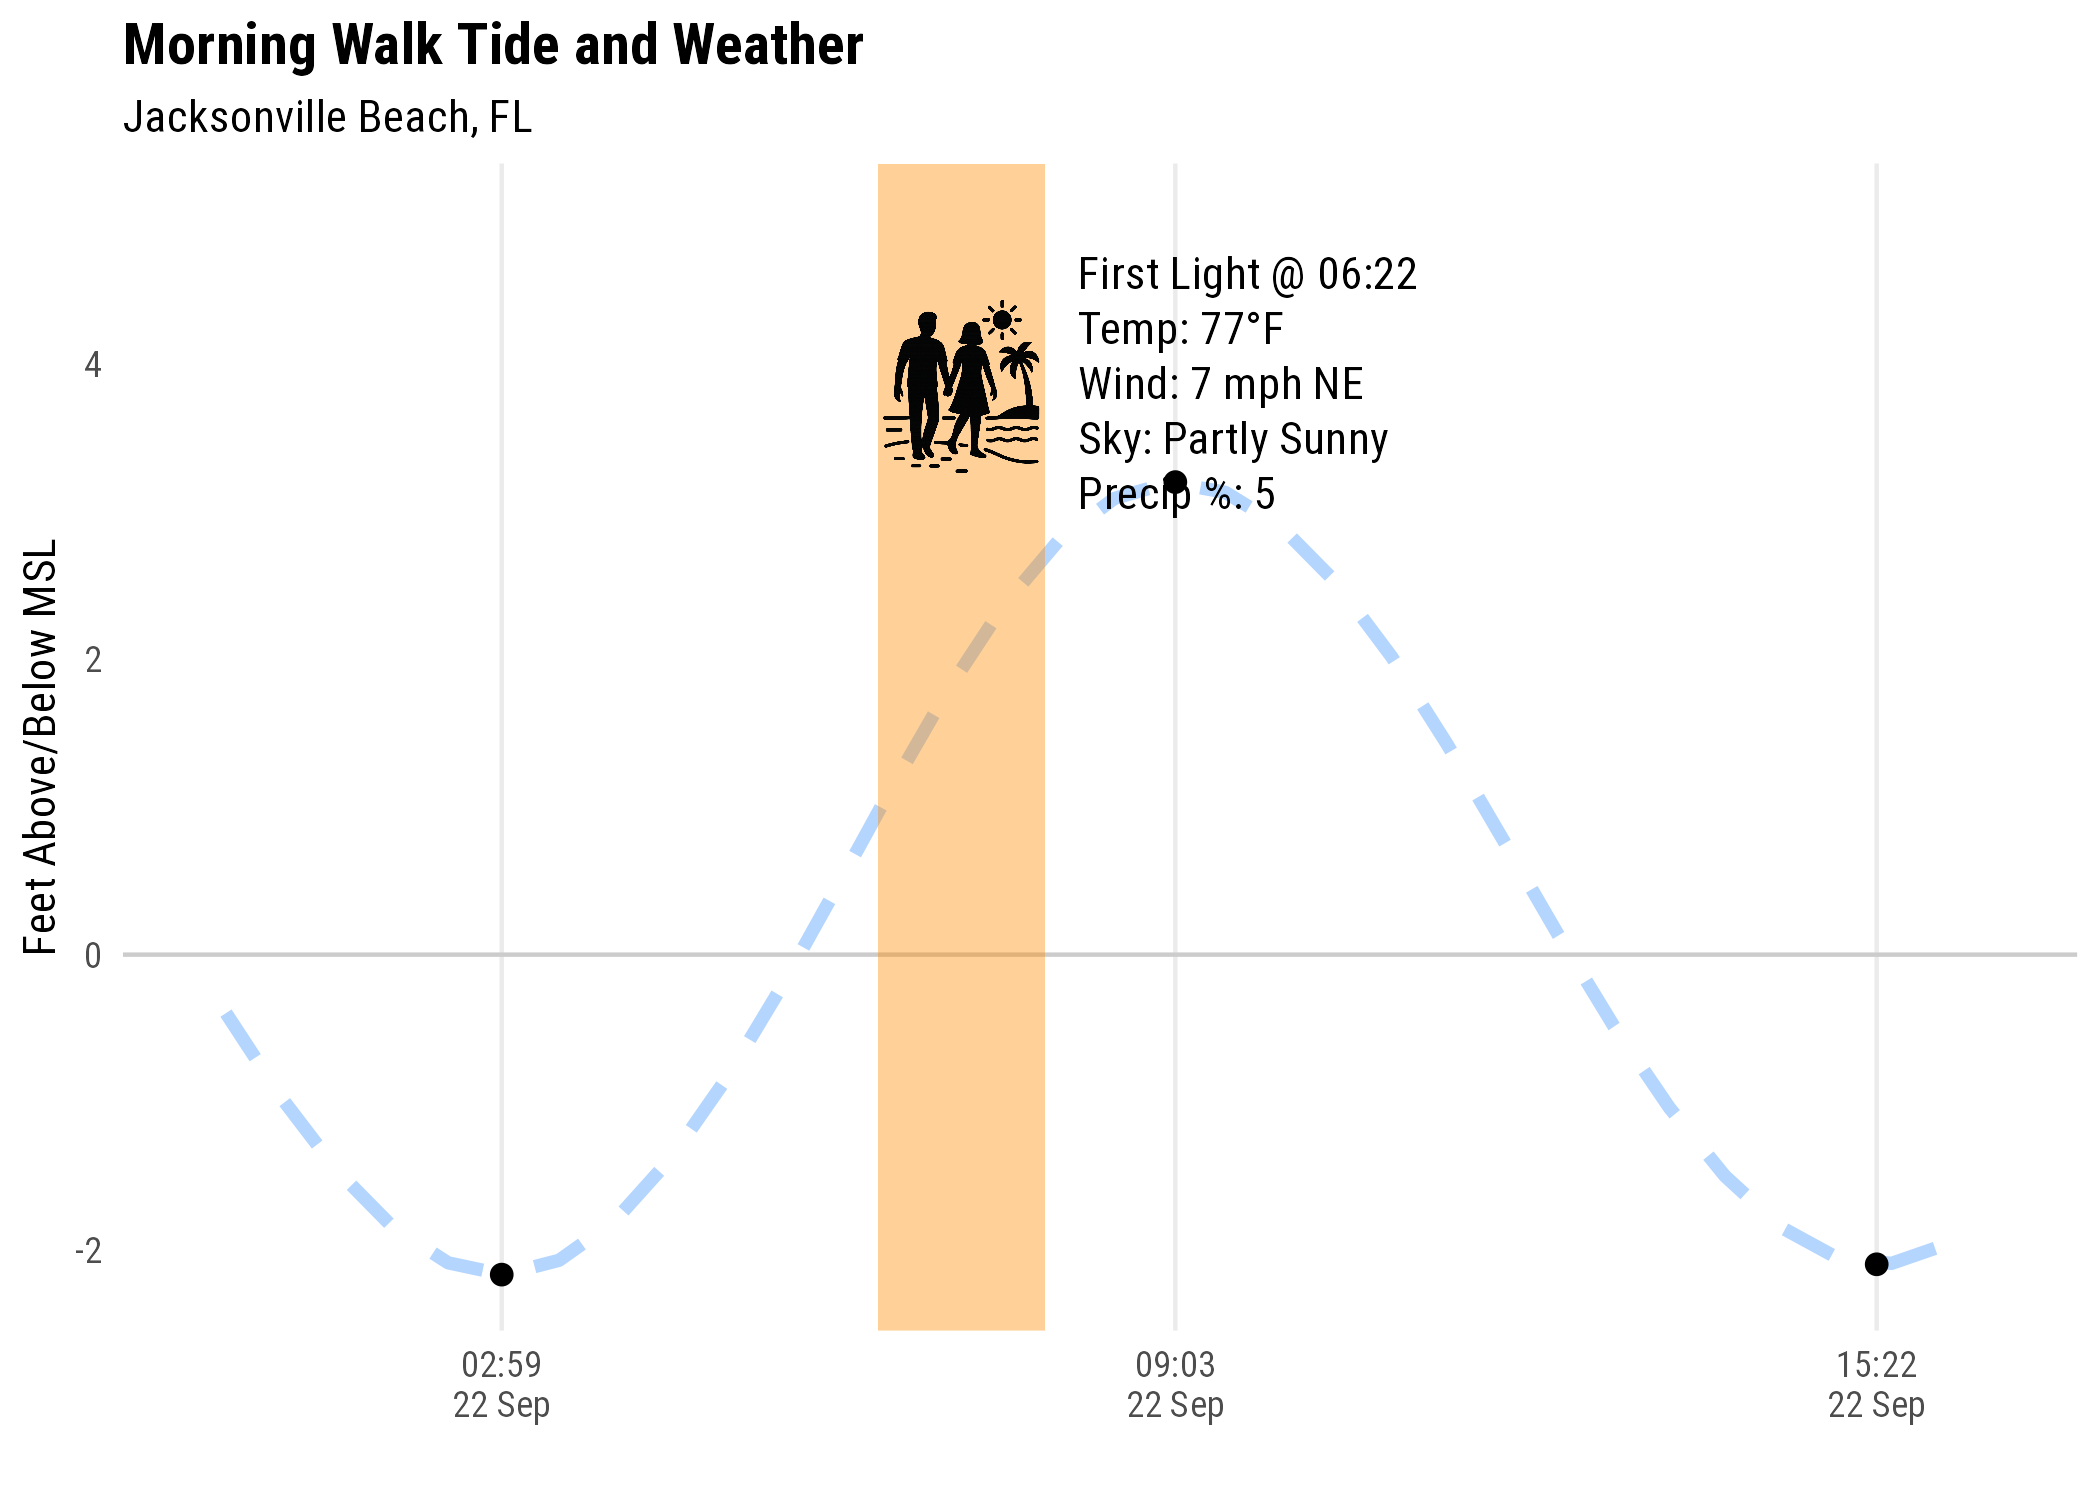 Morning Walk Tide and Weather
Jacksonville Beach, FL
Feet Above/Below MSL
4
2
0
-2
First Light @ 06:22
Temp: 77°F
Wind: 7 mph NE
Sky: Partly Sunny
Precip %: 5
02:59
22 Sep
09:03
22 Sep
15:22
22 Sep